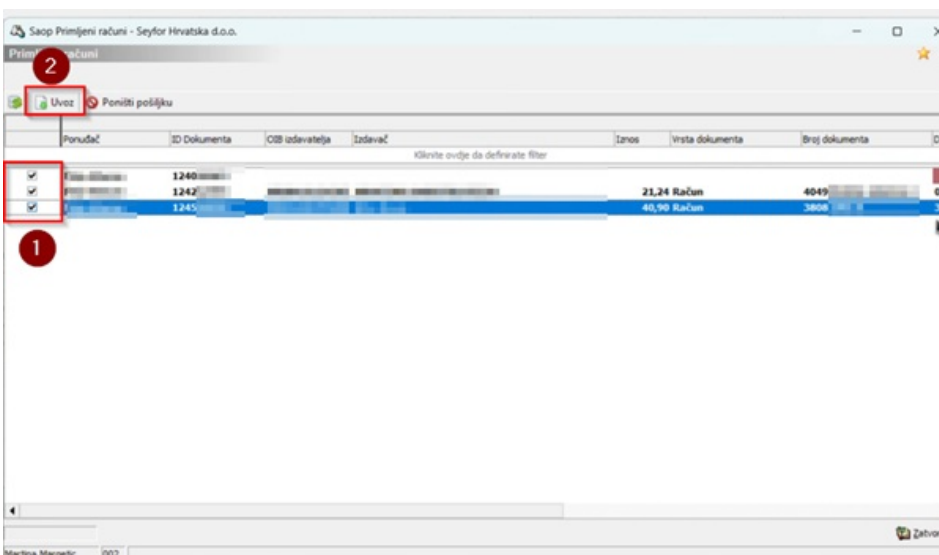 Saop Primljeni računi - Seyfor Hrvatska d.o.o.
računi
2
Uvoz Poništi pošiljku
Ponuđač ID Dokumenta OIB izdavatelja Izdavač Iznos Vrsta dokumenta Broj dokumenta
Kliknite ovdje da definirate filter
1240
1242 21,24 Račun 4049
1245 40,90 Račun 3808
1
Zatvo
002